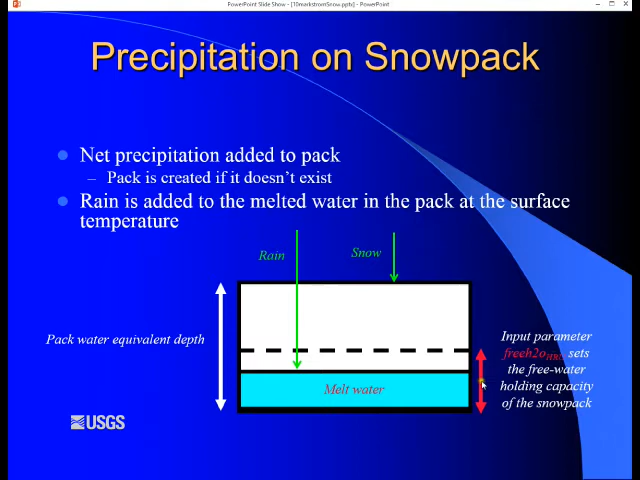 PowerPoint Slide Show - [10markstromSnow.pptx] - PowerPoint
Precipitation on Snowpack
Net precipitation added to pack
– Pack is created if it doesn't exist
Rain is added to the melted water in the pack at the surface
temperature
Rain
Snow
Pack water equivalent depth
Melt water
Input parameter
freeh2o_HRU sets
the free-water
holding capacity
of the snowpack
USGS